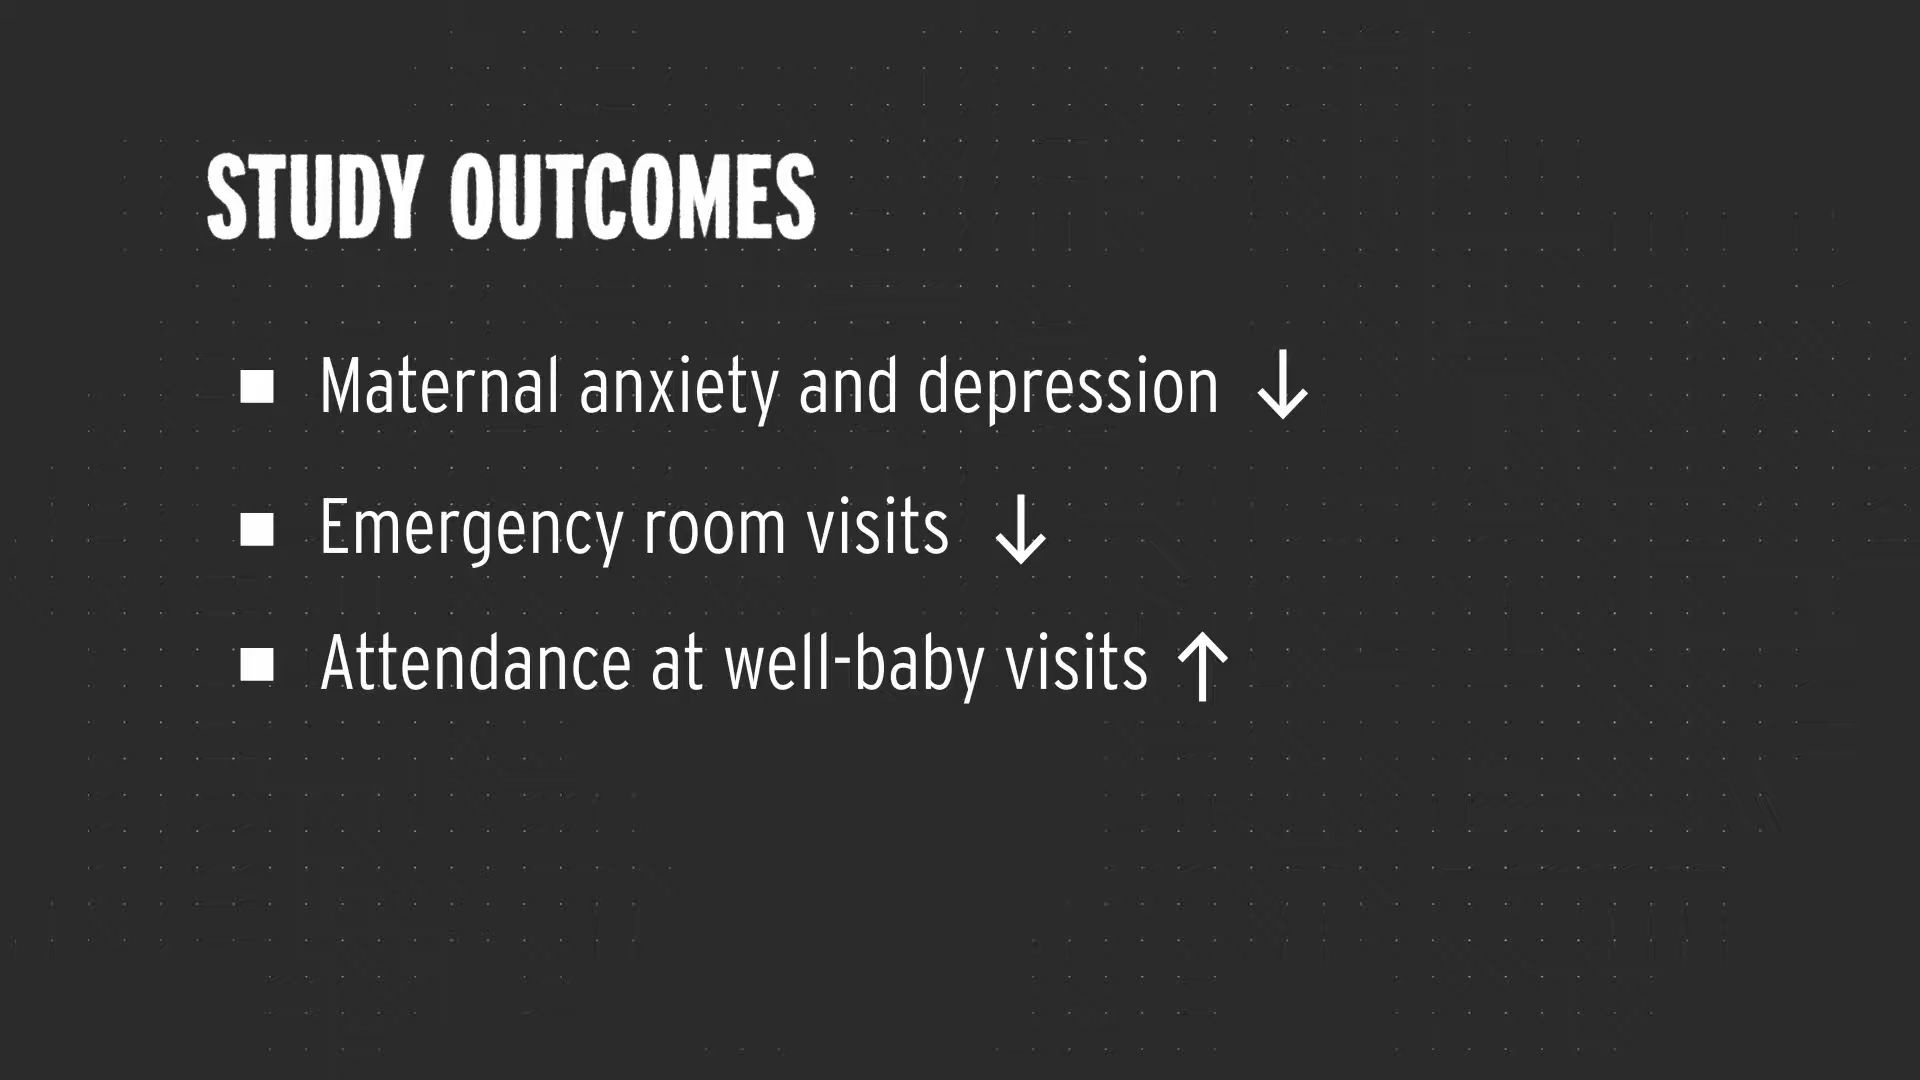 STUDY OUTCOMES
■ Maternal anxiety and depression ↓
■ Emergency room visits ↓
■ Attendance at well-baby visits ↑